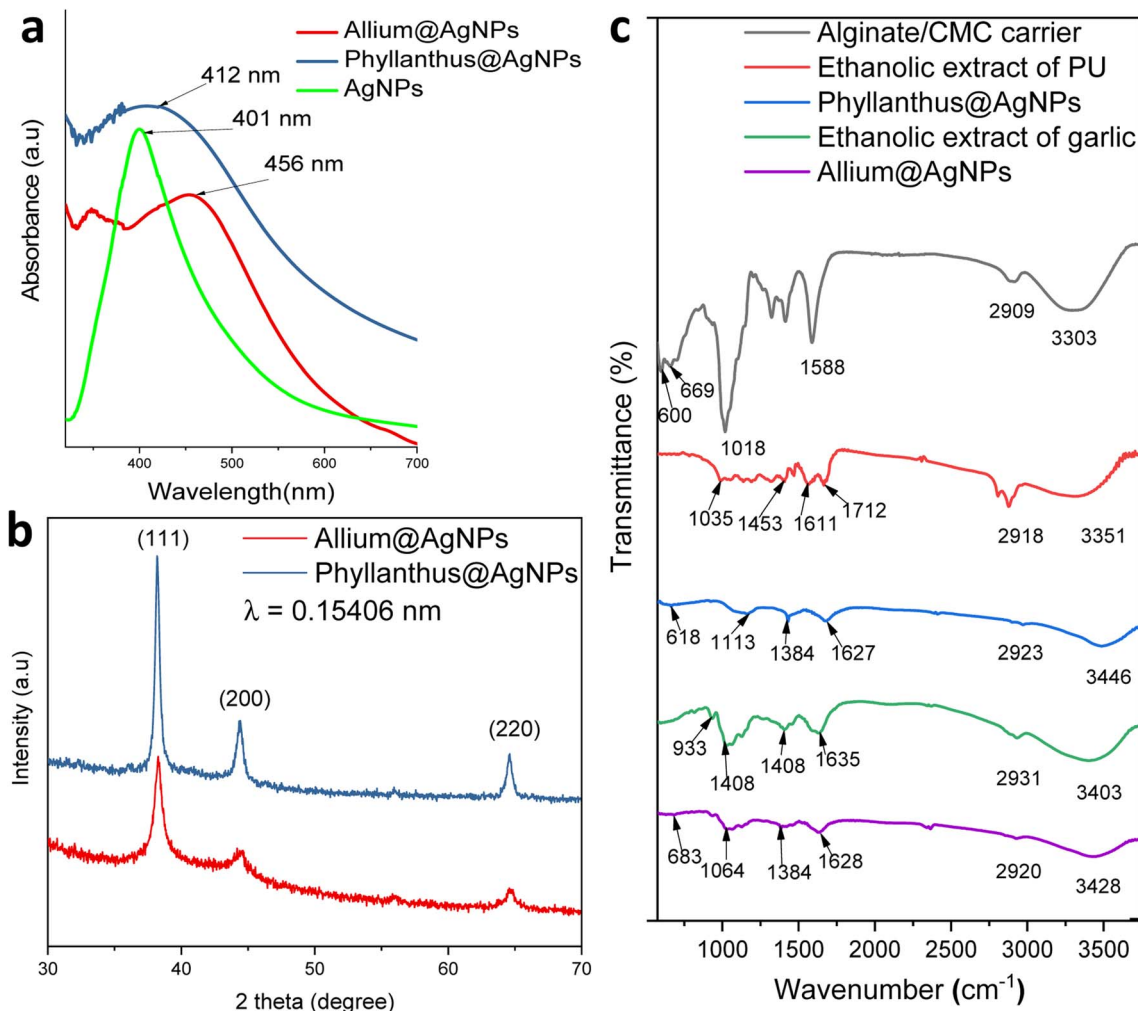 a
Allium@AgNPs
Phyllanthus@AgNPs
AgNPs
412 nm
401 nm
456 nm
Absorbance (a.u)
400
500
600
700
Wavelength(nm)
b
(111)
Allium@AgNPs
Phyllanthus@AgNPs
λ = 0.15406 nm
(200)
(220)
Intensity (a.u)
30
40
50
60
70
2 theta (degree)
c
Alginate/CMC carrier
Ethanolic extract of PU
Phyllanthus@AgNPs
Ethanolic extract of garlic
Allium@AgNPs
Transmittance (%)
2909
3303
1588
669
600
1018
1035
1453
1611
1712
2918
3351
618
1113
1384
1627
2923
3446
933
1408
1408
1635
2931
3403
683
1064
1384
1628
2920
3428
1000
1500
2000
2500
3000
3500
Wavenumber (cm⁻¹)